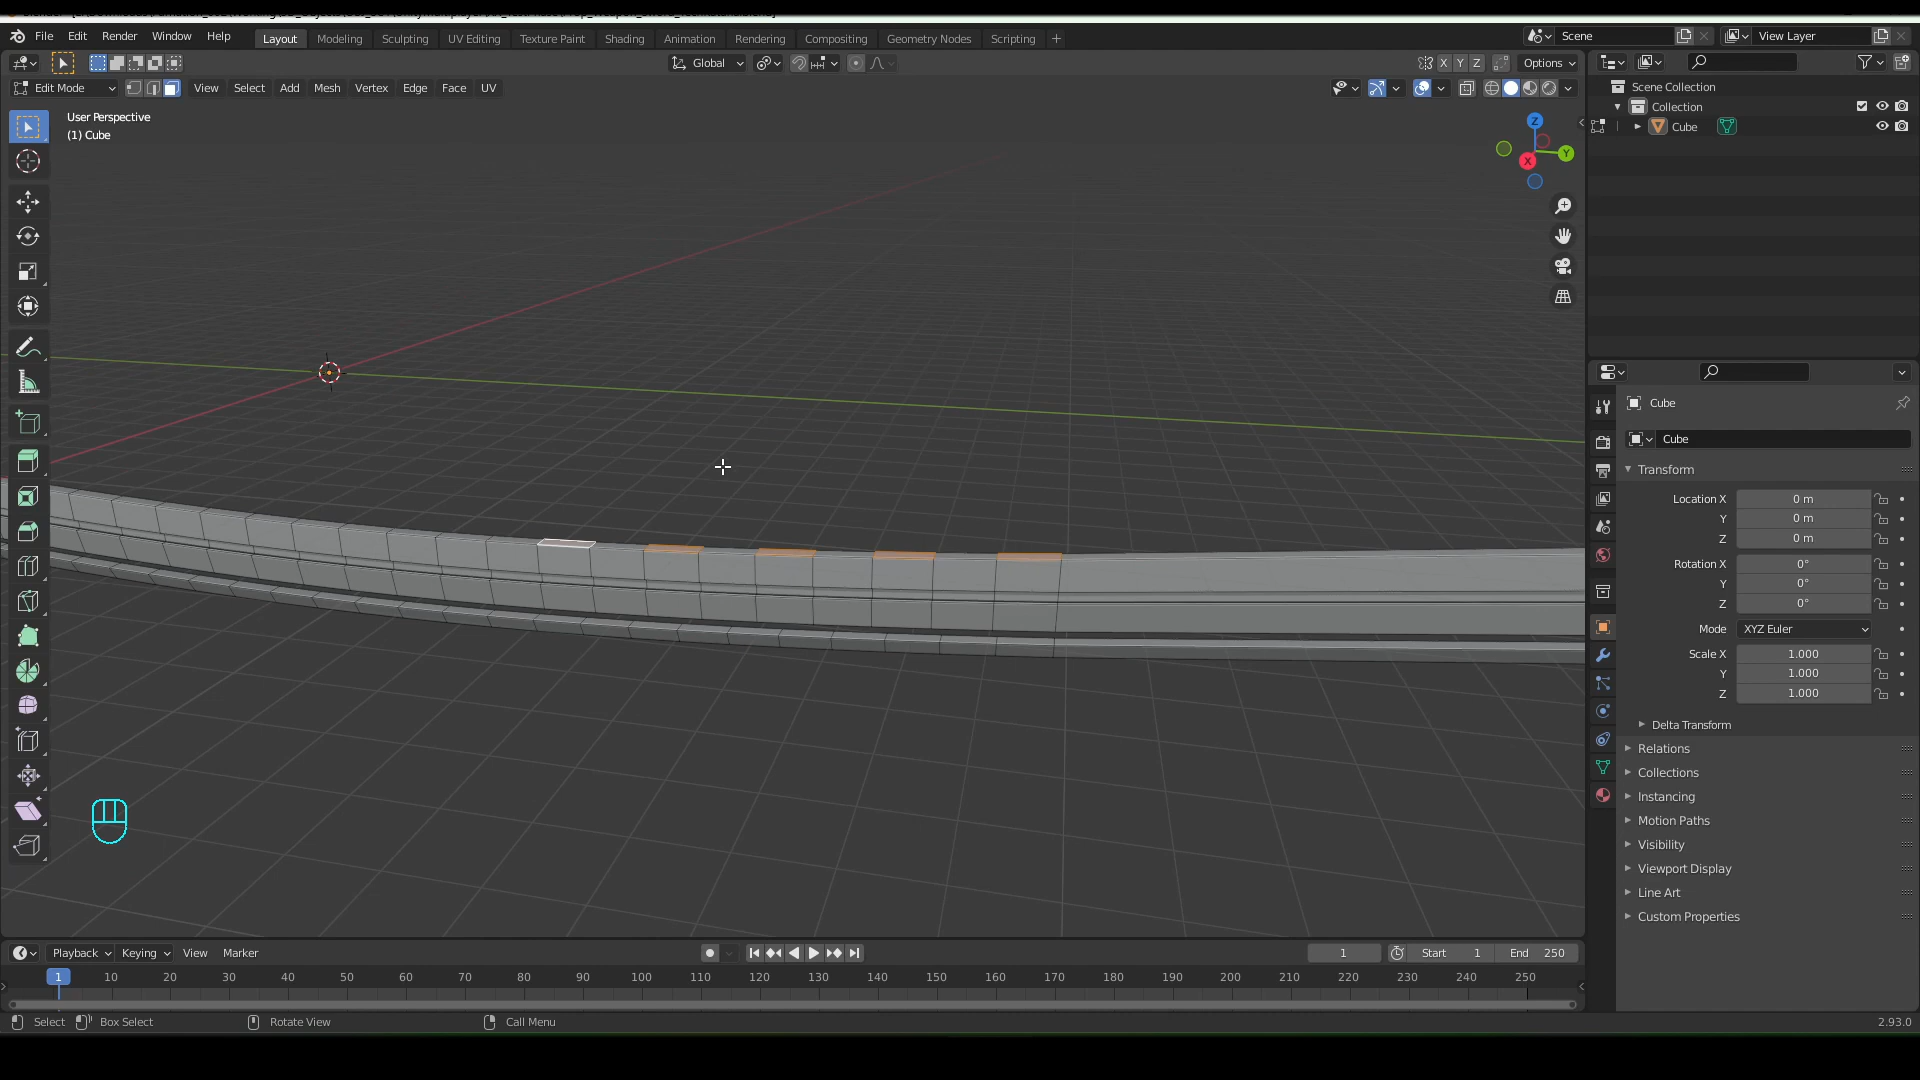 File Edit Render Window Help
Layout Modeling Sculpting UV Editing Texture Paint Shading Animation Rendering Compositing Geometry Nodes Scripting +
Scene
View Layer
Global
X Y Z
Options
Edit Mode
View Select Add Mesh Vertex Edge Face UV
User Perspective
(1) Cube
Z
Y
X
Scene Collection
Collection
Cube
Cube
Cube
Transform
Location X 0 m
Y 0 m
Z 0 m
Rotation X 0°
Y 0°
Z 0°
Mode XYZ Euler
Scale X 1.000
Y 1.000
Z 1.000
Delta Transform
Relations
Collections
Instancing
Motion Paths
Visibility
Viewport Display
Line Art
Custom Properties
Playback Keying View Marker
1 Start 1 End 250
1 10 20 30 40 50 60 70 80 90 100 110 120 130 140 150 160 170 180 190 200 210 220 230 240 250
Select Box Select Rotate View Call Menu
2.93.0